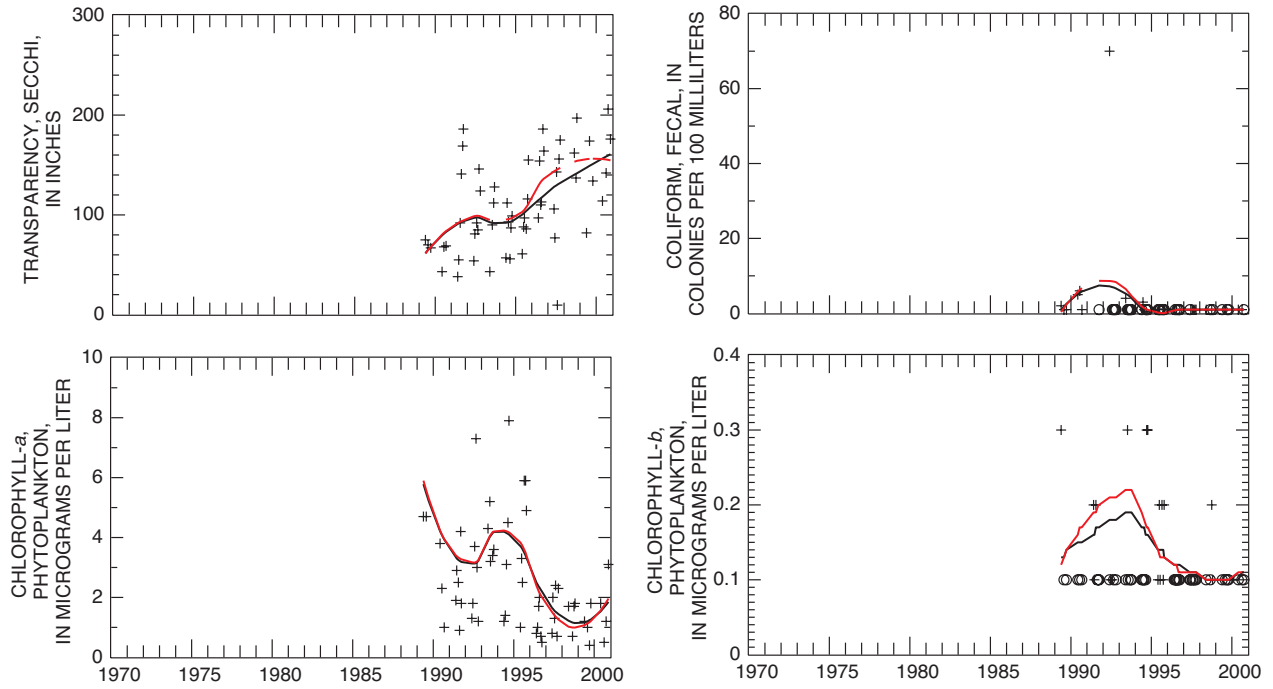 TRANSPARENCY, SECCHI,
IN INCHES
300
200
100
0
COLIFORM, FECAL, IN
COLONIES PER 100 MILLILITERS
80
60
40
20
0
CHLOROPHYLL-a,
PHYTOPLANKTON,
IN MICROGRAMS PER LITER
10
8
6
4
2
0
1970 1975 1980 1985 1990 1995 2000
CHLOROPHYLL-b,
PHYTOPLANKTON,
IN MICROGRAMS PER LITER
0.4
0.3
0.2
0.1
0
1970 1975 1980 1985 1990 1995 2000